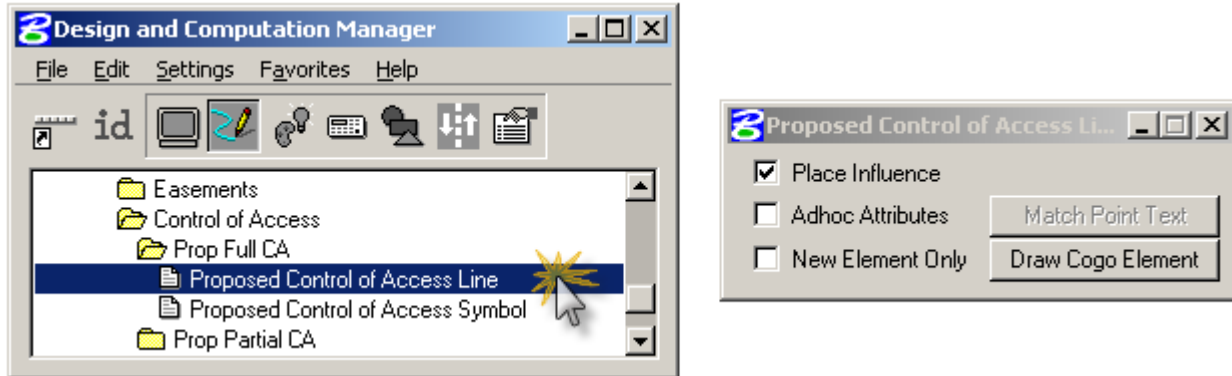 Design and Computation Manager
File Edit Settings Favorites Help
id
Easements
Control of Access
Prop Full CA
Proposed Control of Access Line
Proposed Control of Access Symbol
Prop Partial CA
Proposed Control of Access Li...
Place Influence
Adhoc Attributes Match Point Text
New Element Only Draw Cogo Element